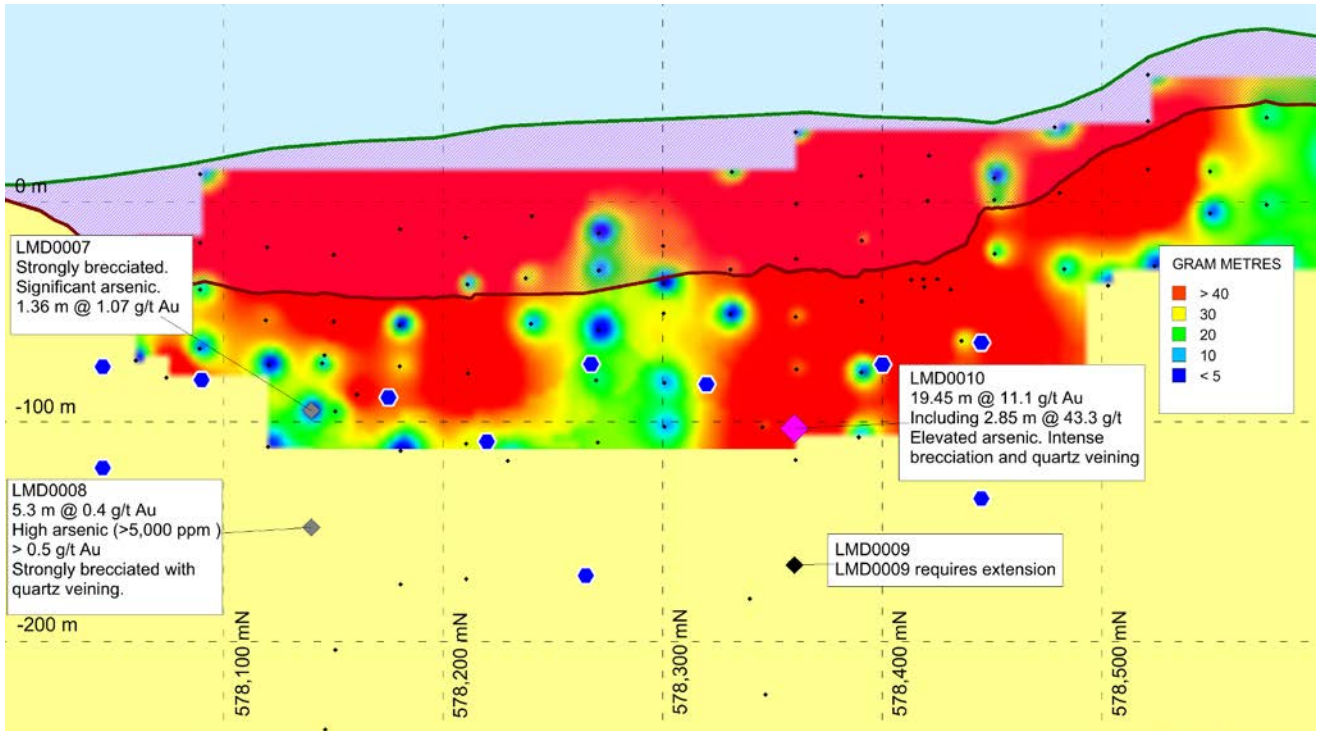 0 m
LMD0007
Strongly brecciated.
Significant arsenic.
1.36 m @ 1.07 g/t Au
GRAM METRES
> 40
30
20
10
< 5
-100 m
LMD0010
19.45 m @ 11.1 g/t Au
Including 2.85 m @ 43.3 g/t
Elevated arsenic. Intense
brecciation and quartz veining
LMD0008
5.3 m @ 0.4 g/t Au
High arsenic (>5,000 ppm )
> 0.5 g/t Au
Strongly brecciated with
quartz veining.
LMD0009
LMD0009 requires extension
-200 m
578,100 mN
578,200 mN
578,300 mN
578,400 mN
578,500 mN